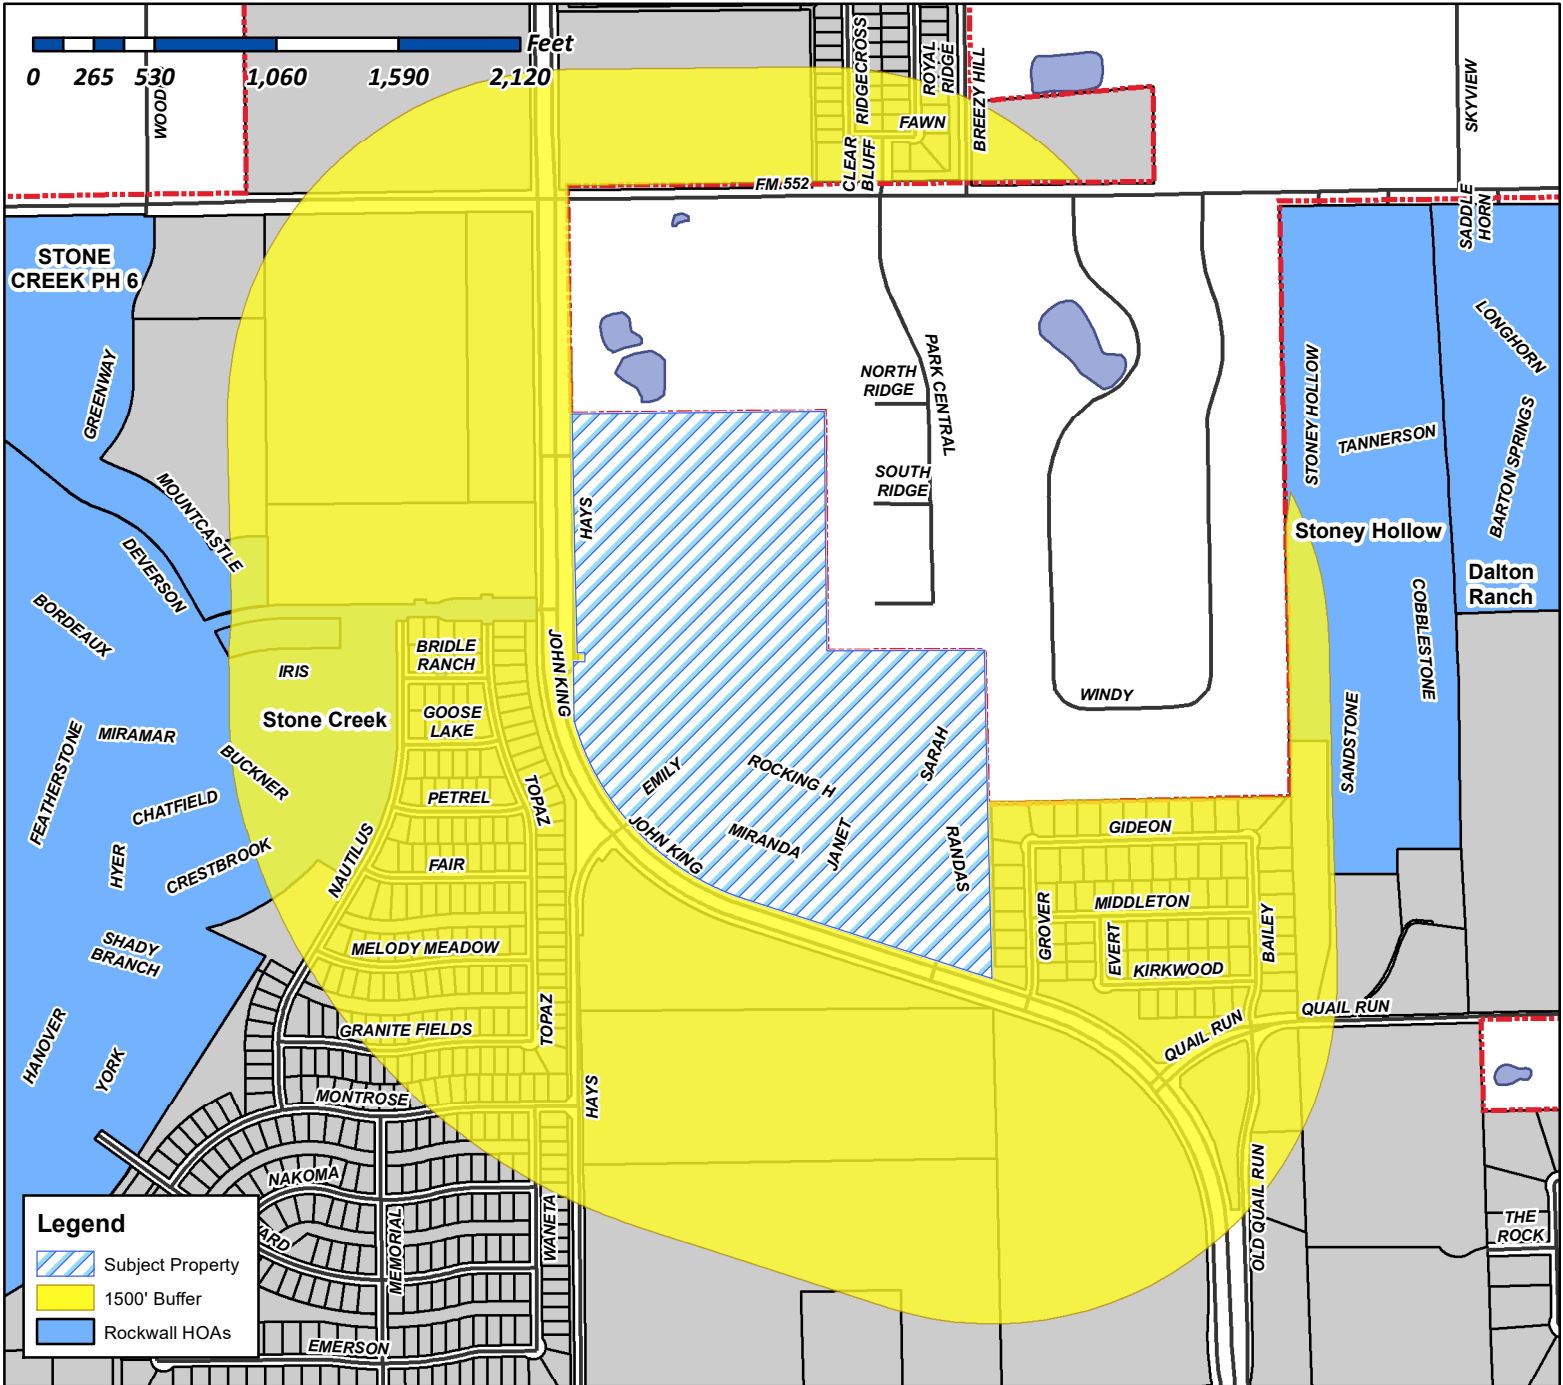 Feet
0 265 530 1,060 1,590 2,120
RIDGECROSS
ROYAL
RIDGE
BREEZY HILL
SKYVIEW
FAWN
CLEAR
BLUFF
FM 552
SADDLE
HORN
STONE
CREEK PH 6
LONGHORN
GREENWAY
NORTH
RIDGE
PARK CENTRAL
STONEY HOLLOW
TANNERSON
BARTON SPRINGS
SOUTH
RIDGE
MOUNTCASTLE
HAYS
Stoney Hollow
DEVERSON
Dalton
Ranch
BORDEAUX
COBBLESTONE
BRIDLE
RANCH
JOHN KING
IRIS
WINDY
Stone Creek
GOOSE
LAKE
MIRAMAR
FEATHERSTONE
BUCKNER
SANDSTONE
SARAH
EMILY
ROCKING H
CHATFIELD
PETREL
TOPAZ
JOHN KING
MIRANDA
JANET
RANDAS
GIDEON
HYER
CRESTBROOK
NAUTILUS
FAIR
MIDDLETON
GROVER
EVERT
BAILEY
SHADY
BRANCH
MELODY MEADOW
KIRKWOOD
HANOVER
YORK
GRANITE FIELDS
TOPAZ
QUAIL RUN
QUAIL RUN
MONTROSE
HAYS
NAKOMA
MEMORIAL
WANETA
OLD QUAIL RUN
THE
ROCK
EMERSON
Legend
Subject Property
1500' Buffer
Rockwall HOAs